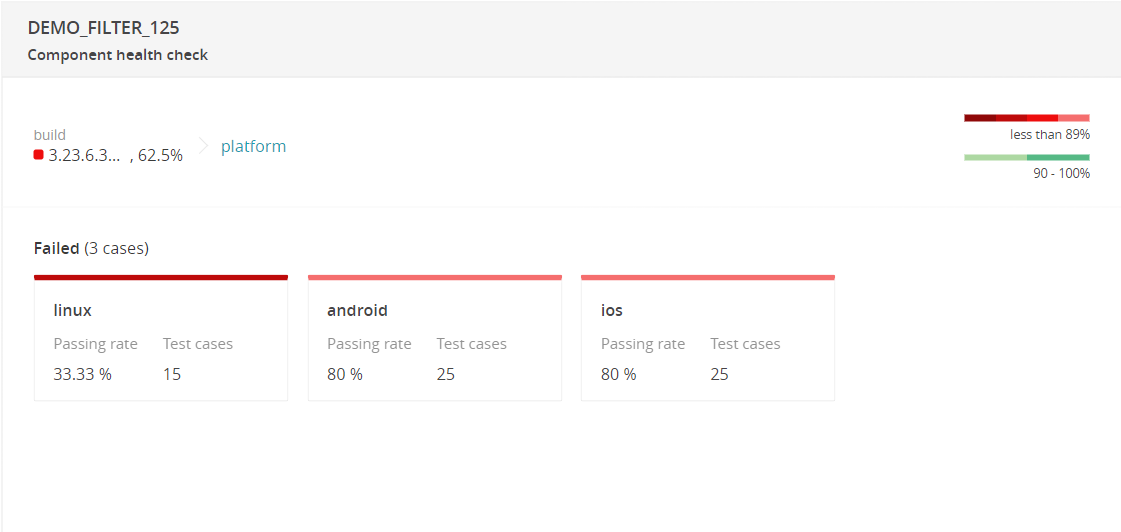 DEMO_FILTER_125
Component health check
build
3.23.6.3... , 62.5%
platform
less than 89%
90 - 100%
Failed (3 cases)
linux
Passing rate Test cases
33.33 % 15
android
Passing rate Test cases
80 % 25
ios
Passing rate Test cases
80 % 25